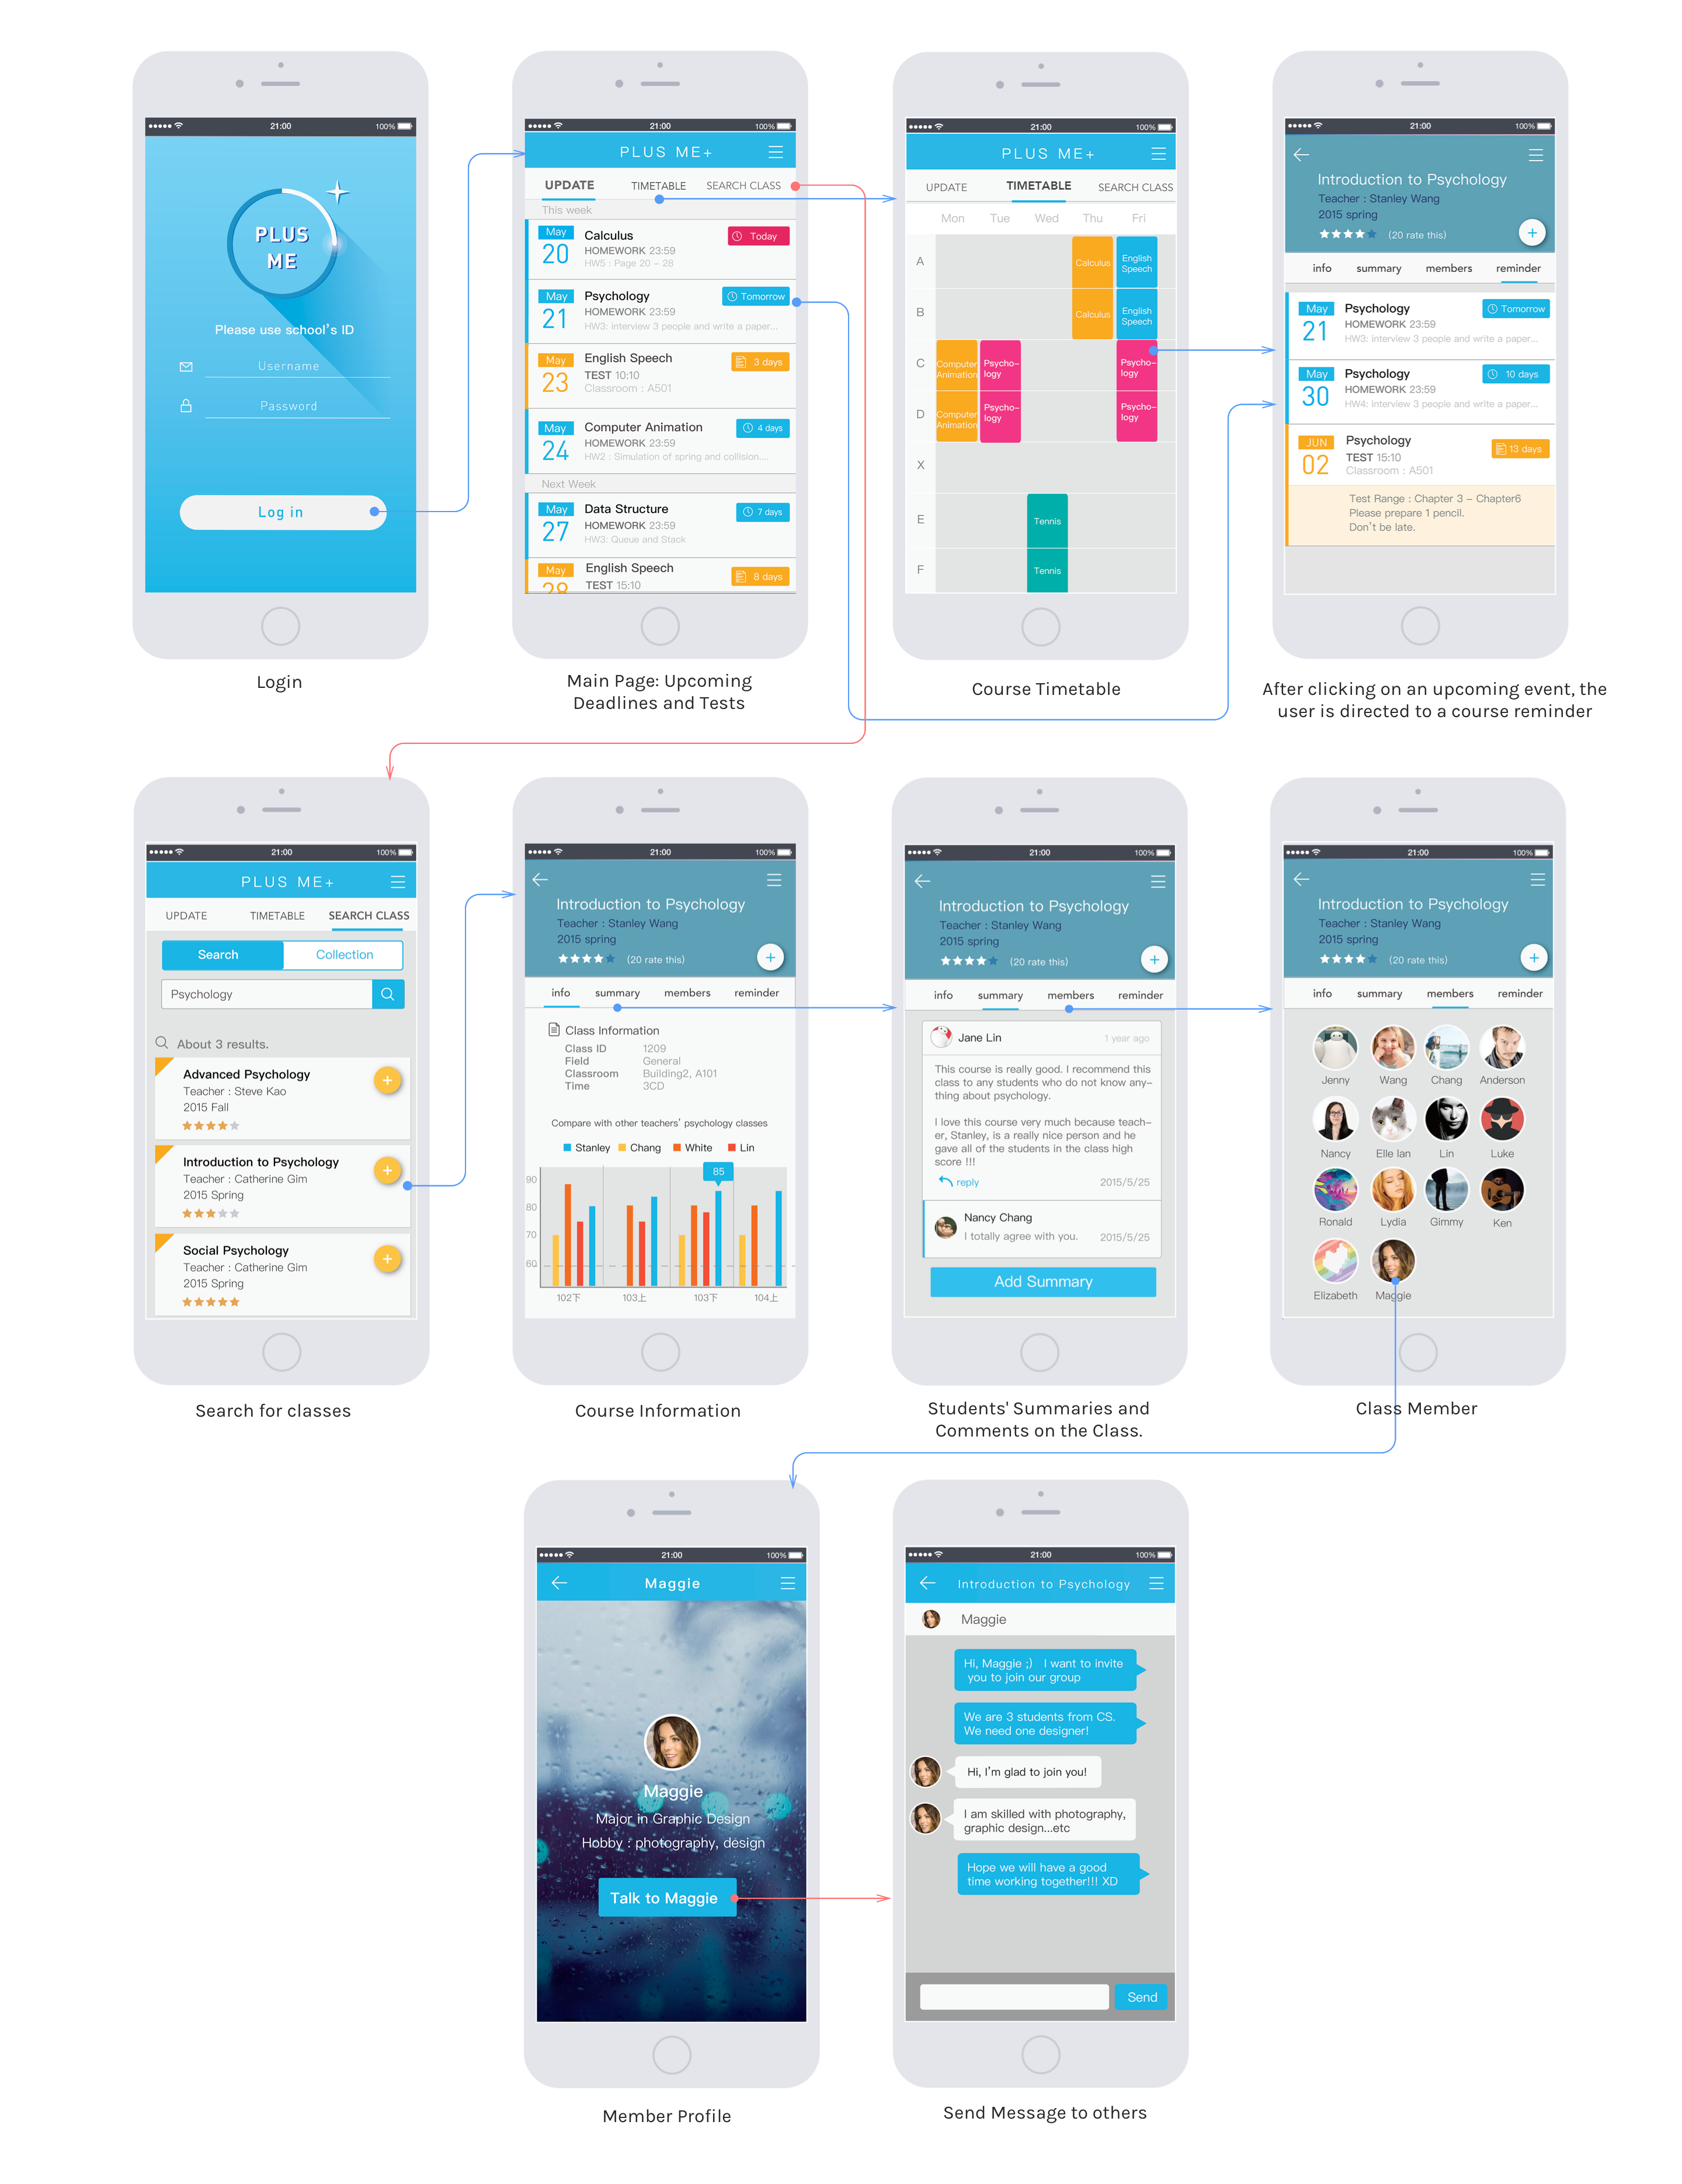 21:00 100%
PLUS
ME
Please use school's ID
Username
Password
Log in
Login
21:00 100%
PLUS ME+
UPDATE TIMETABLE SEARCH CLASS
This week
May
20
Calculus
HOMEWORK 23:59
HW5 : Page 20 – 28
Today
May
21
Psychology
HOMEWORK 23:59
HW3: interview 3 people and write a paper...
Tomorrow
May
23
English Speech
TEST 10:10
Classroom : A501
3 days
May
24
Computer Animation
HOMEWORK 23:59
HW2 : Simulation of spring and collision....
4 days
Next Week
May
27
Data Structure
HOMEWORK 23:59
HW3: Queue and Stack
7 days
May
28
English Speech
TEST 15:10
8 days
Main Page: Upcoming
Deadlines and Tests
21:00 100%
PLUS ME+
UPDATE TIMETABLE SEARCH CLASS
Mon Tue Wed Thu Fri
A
Calculus
English
Speech
B
Calculus
English
Speech
C
Computer
Animation
Psycho–
logy
Psycho–
logy
D
Computer
Animation
Psycho–
logy
Psycho–
logy
X
E
Tennis
F
Tennis
Course Timetable
21:00 100%
Introduction to Psychology
Teacher : Stanley Wang
2015 spring
(20 rate this)
+
info summary members reminder
May
21
Psychology
HOMEWORK 23:59
HW3: interview 3 people and write a paper...
Tomorrow
May
30
Psychology
HOMEWORK 23:59
HW4: interview 3 people and write a paper...
10 days
JUN
02
Psychology
TEST 15:10
Classroom : A501
13 days
Test Range : Chapter 3 – Chapter6
Please prepare 1 pencil.
Don't be late.
After clicking on an upcoming event, the
user is directed to a course reminder
21:00 100%
PLUS ME+
UPDATE TIMETABLE SEARCH CLASS
Search Collection
Psychology
About 3 results.
Advanced Psychology
Teacher : Steve Kao
2015 Fall
+
Introduction to Psychology
Teacher : Catherine Gim
2015 Spring
+
Social Psychology
Teacher : Catherine Gim
2015 Spring
+
Search for classes
21:00 100%
Introduction to Psychology
Teacher : Stanley Wang
2015 spring
(20 rate this)
+
info summary members reminder
Class Information
Class ID 1209
Field General
Classroom Building2, A101
Time 3CD
Compare with other teachers' psychology classes
Stanley Chang White Lin
85
90
80
70
60
102下 103上 103下 104上
Course Information
21:00 100%
Introduction to Psychology
Teacher : Stanley Wang
2015 spring
(20 rate this)
+
info summary members reminder
Jane Lin 1 year ago
This course is really good. I recommend this
class to any students who do not know any–
thing about psychology.
I love this course very much because teach–
er, Stanley, is a really nice person and he
gave all of the students in the class high
score !!!
reply 2015/5/25
Nancy Chang
I totally agree with you. 2015/5/25
Add Summary
Students' Summaries and
Comments on the Class.
21:00 100%
Introduction to Psychology
Teacher : Stanley Wang
2015 spring
(20 rate this)
+
info summary members reminder
Jenny Wang Chang Anderson
Nancy Elle lan Lin Luke
Ronald Lydia Gimmy Ken
Elizabeth Maggie
Class Member
21:00 100%
Maggie
Maggie
Major in Graphic Design
Hobby : photography, design
Talk to Maggie
Member Profile
21:00 100%
Introduction to Psychology
Maggie
Hi, Maggie ;) I want to invite
you to join our group
We are 3 students from CS.
We need one designer!
Hi, I'm glad to join you!
I am skilled with photography,
graphic design...etc
Hope we will have a good
time working together!!! XD
Send
Send Message to others